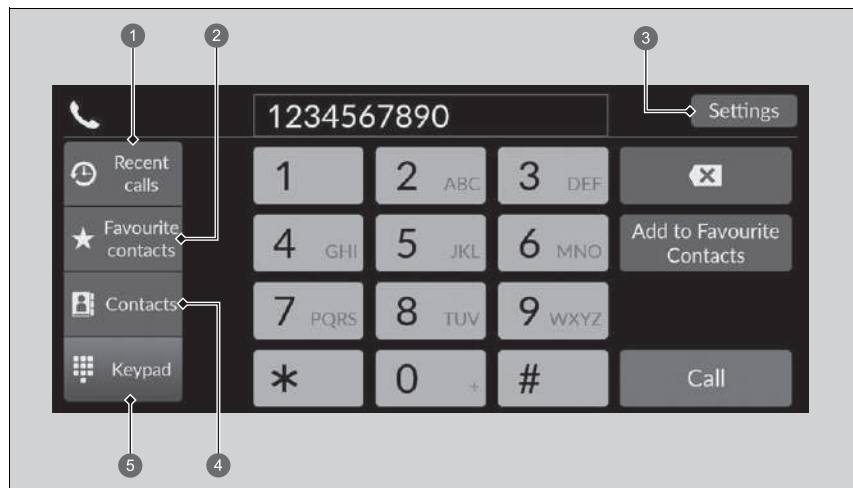 1 2 3
1234567890 Settings
Recent
calls
1 2 ABC 3 DEF
Favourite
contacts
4 GHI 5 JKL 6 MNO
Add to Favourite
Contacts
Contacts
7 PQRS 8 TUV 9 WXYZ
Keypad
* 0 + # Call
5 4